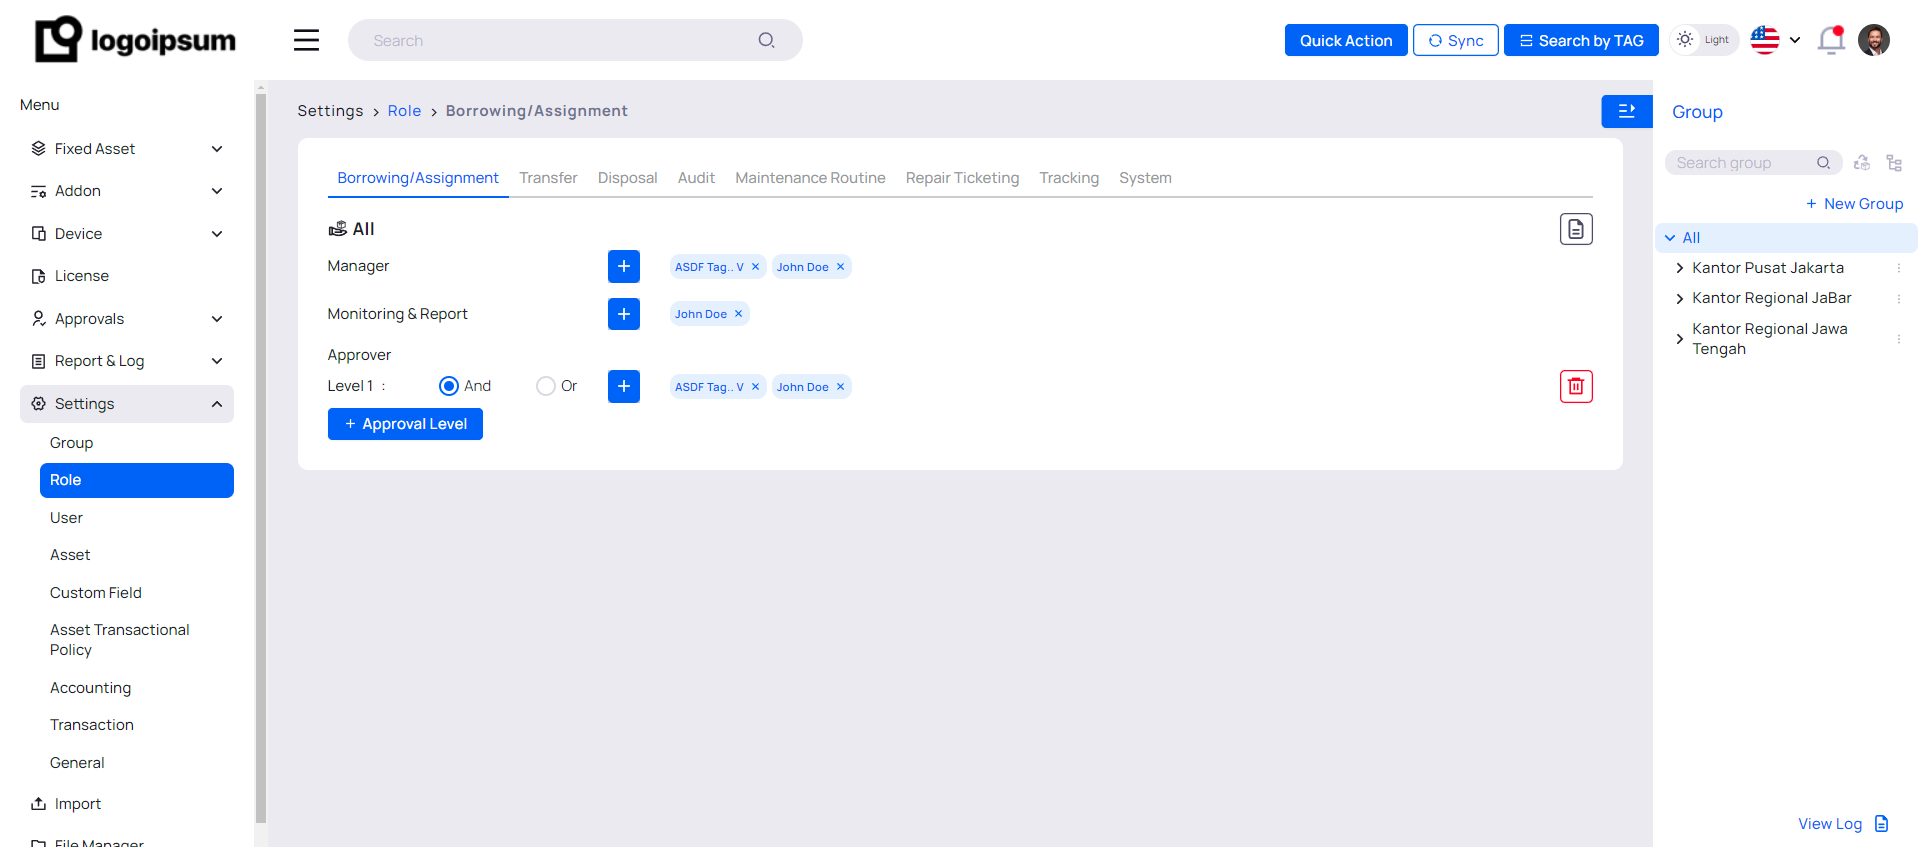 logoipsum
Search
Quick Action
Sync
Search by TAG
Light
Menu
Fixed Asset
Addon
Device
License
Approvals
Report & Log
Settings
Group
Role
User
Asset
Custom Field
Asset Transactional
Policy
Accounting
Transaction
General
Import
File Manager
Settings > Role > Borrowing/Assignment
Borrowing/Assignment Transfer Disposal Audit Maintenance Routine Repair Ticketing Tracking System
All
Manager + ASDF Tag.. V × John Doe ×
Monitoring & Report + John Doe ×
Approver
Level 1 : And Or + ASDF Tag.. V × John Doe ×
+ Approval Level
Group
Search group
+ New Group
All
Kantor Pusat Jakarta
Kantor Regional JaBar
Kantor Regional Jawa
Tengah
View Log